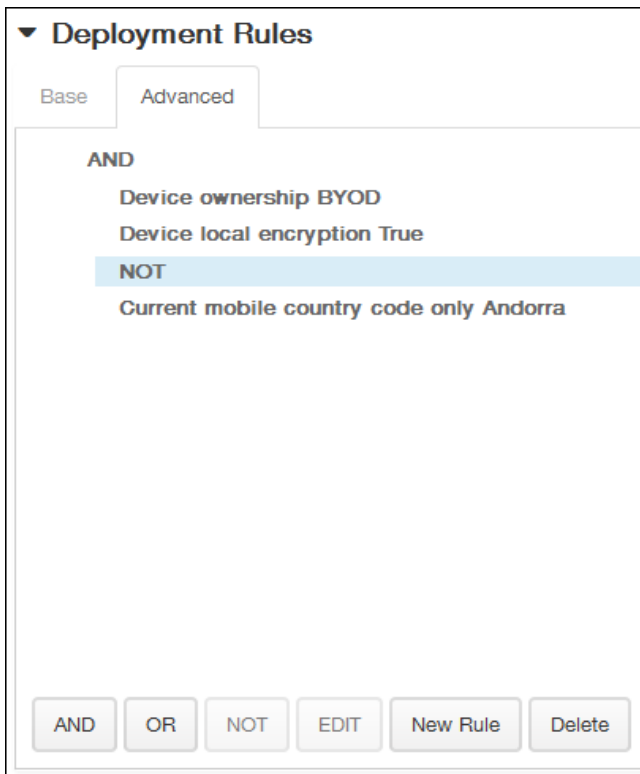 Deployment Rules
Base Advanced
AND
Device ownership BYOD
Device local encryption True
NOT
Current mobile country code only Andorra
AND OR NOT EDIT New Rule Delete